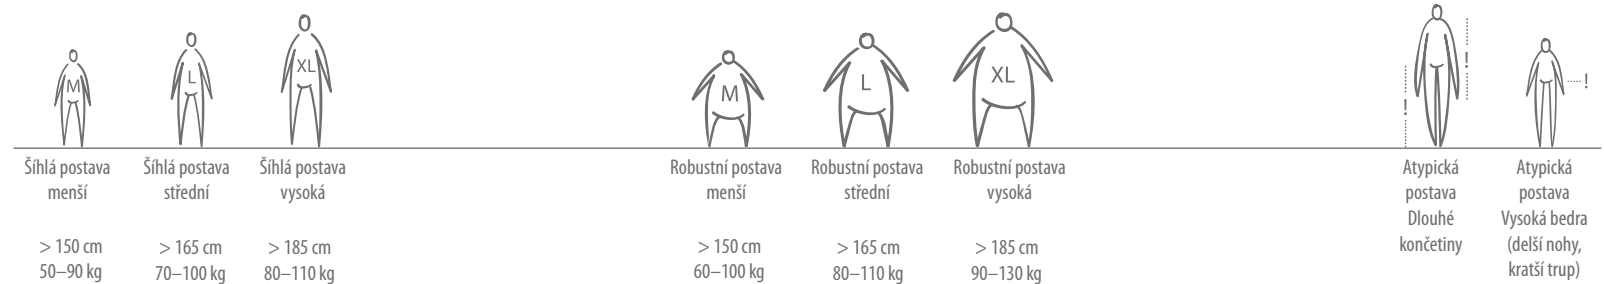 M
L
XL
M
L
XL
!
!
!
Šíhlá postava
menší
> 150 cm
50–90 kg
Šíhlá postava
střední
> 165 cm
70–100 kg
Šíhlá postava
vysoká
> 185 cm
80–110 kg
Robustní postava
menší
> 150 cm
60–100 kg
Robustní postava
střední
> 165 cm
80–110 kg
Robustní postava
vysoká
> 185 cm
90–130 kg
Atypická
postava
Dlouhé
končetiny
Atypická
postava
Vysoká bedra
(delší nohy,
kratší trup)